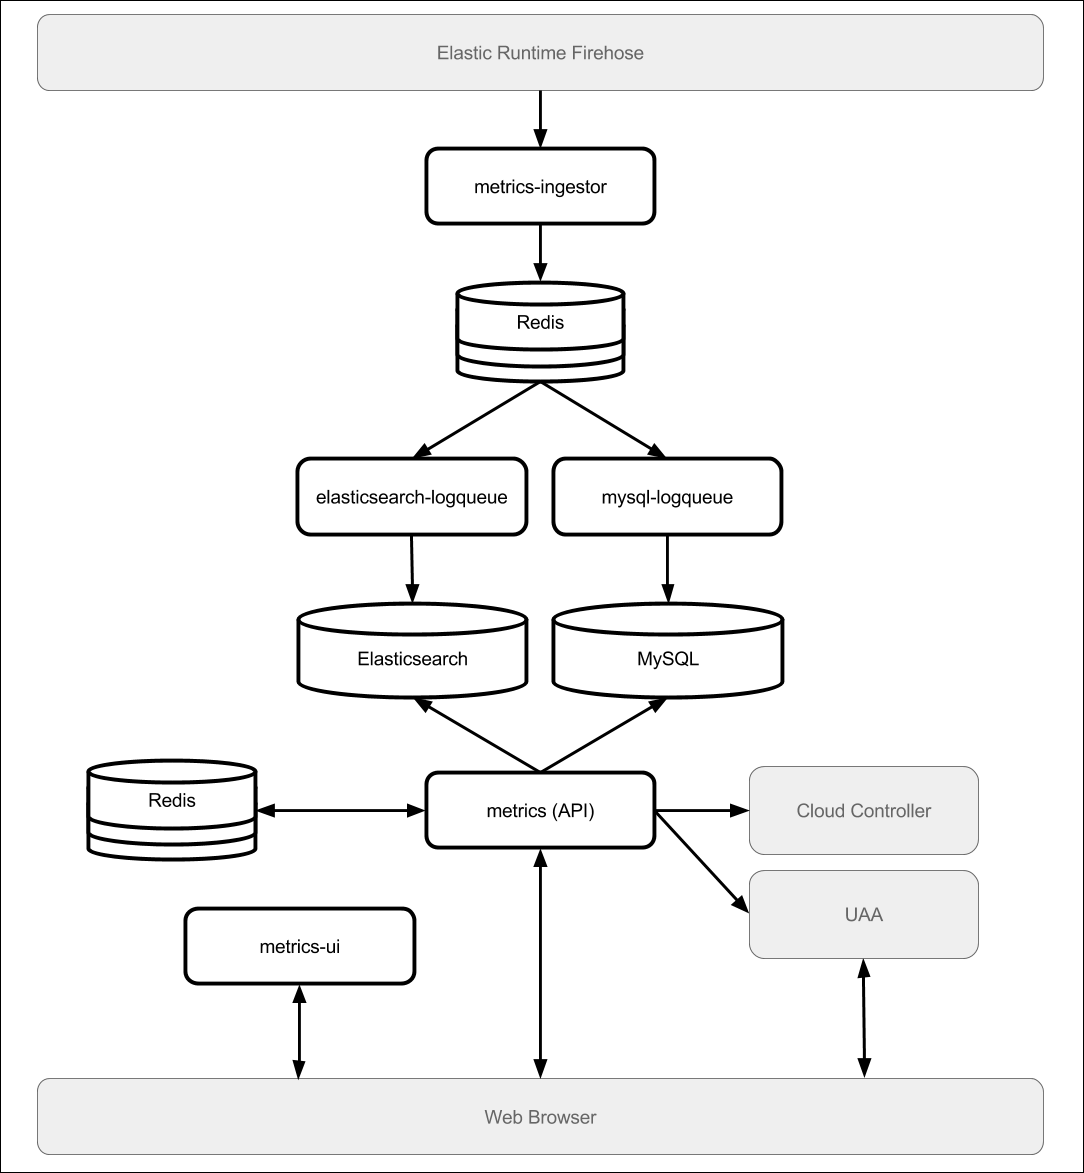 Elastic Runtime Firehose
metrics-ingestor
Redis
elasticsearch-logqueue
mysql-logqueue
Elasticsearch
MySQL
Redis
metrics (API)
Cloud Controller
UAA
metrics-ui
Web Browser